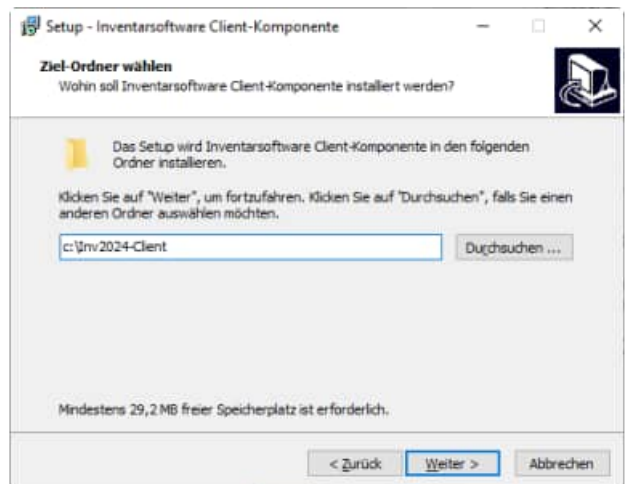 Setup - Inventarsoftware Client-Komponente
Ziel-Ordner wählen
Wohin soll Inventarsoftware Client-Komponente installiert werden?
Das Setup wird Inventarsoftware Client-Komponente in den folgenden
Ordner installieren.
Klicken Sie auf "Weiter", um fortzufahren. Klicken Sie auf "Durchsuchen", falls Sie einen
anderen Ordner auswählen möchten.
c:\Inv2024-Client
Durchsuchen ...
Mindestens 29,2 MB freier Speicherplatz ist erforderlich.
< Zurück
Weiter >
Abbrechen